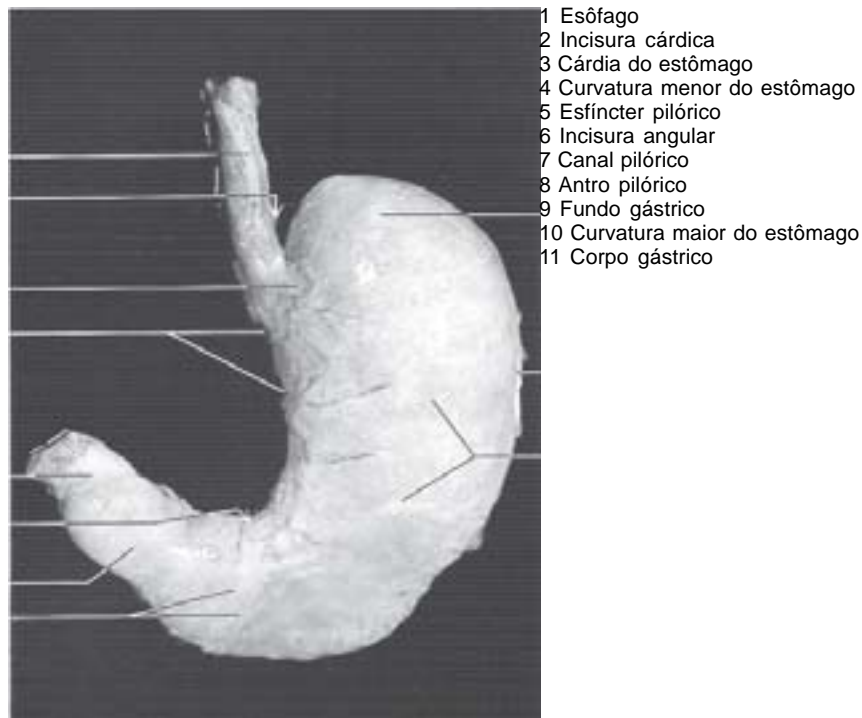 1 Esôfago
2 Incisura cárdica
3 Cárdia do estômago
4 Curvatura menor do estômago
5 Esfíncter pilórico
6 Incisura angular
7 Canal pilórico
8 Antro pilórico
9 Fundo gástrico
10 Curvatura maior do estômago
11 Corpo gástrico